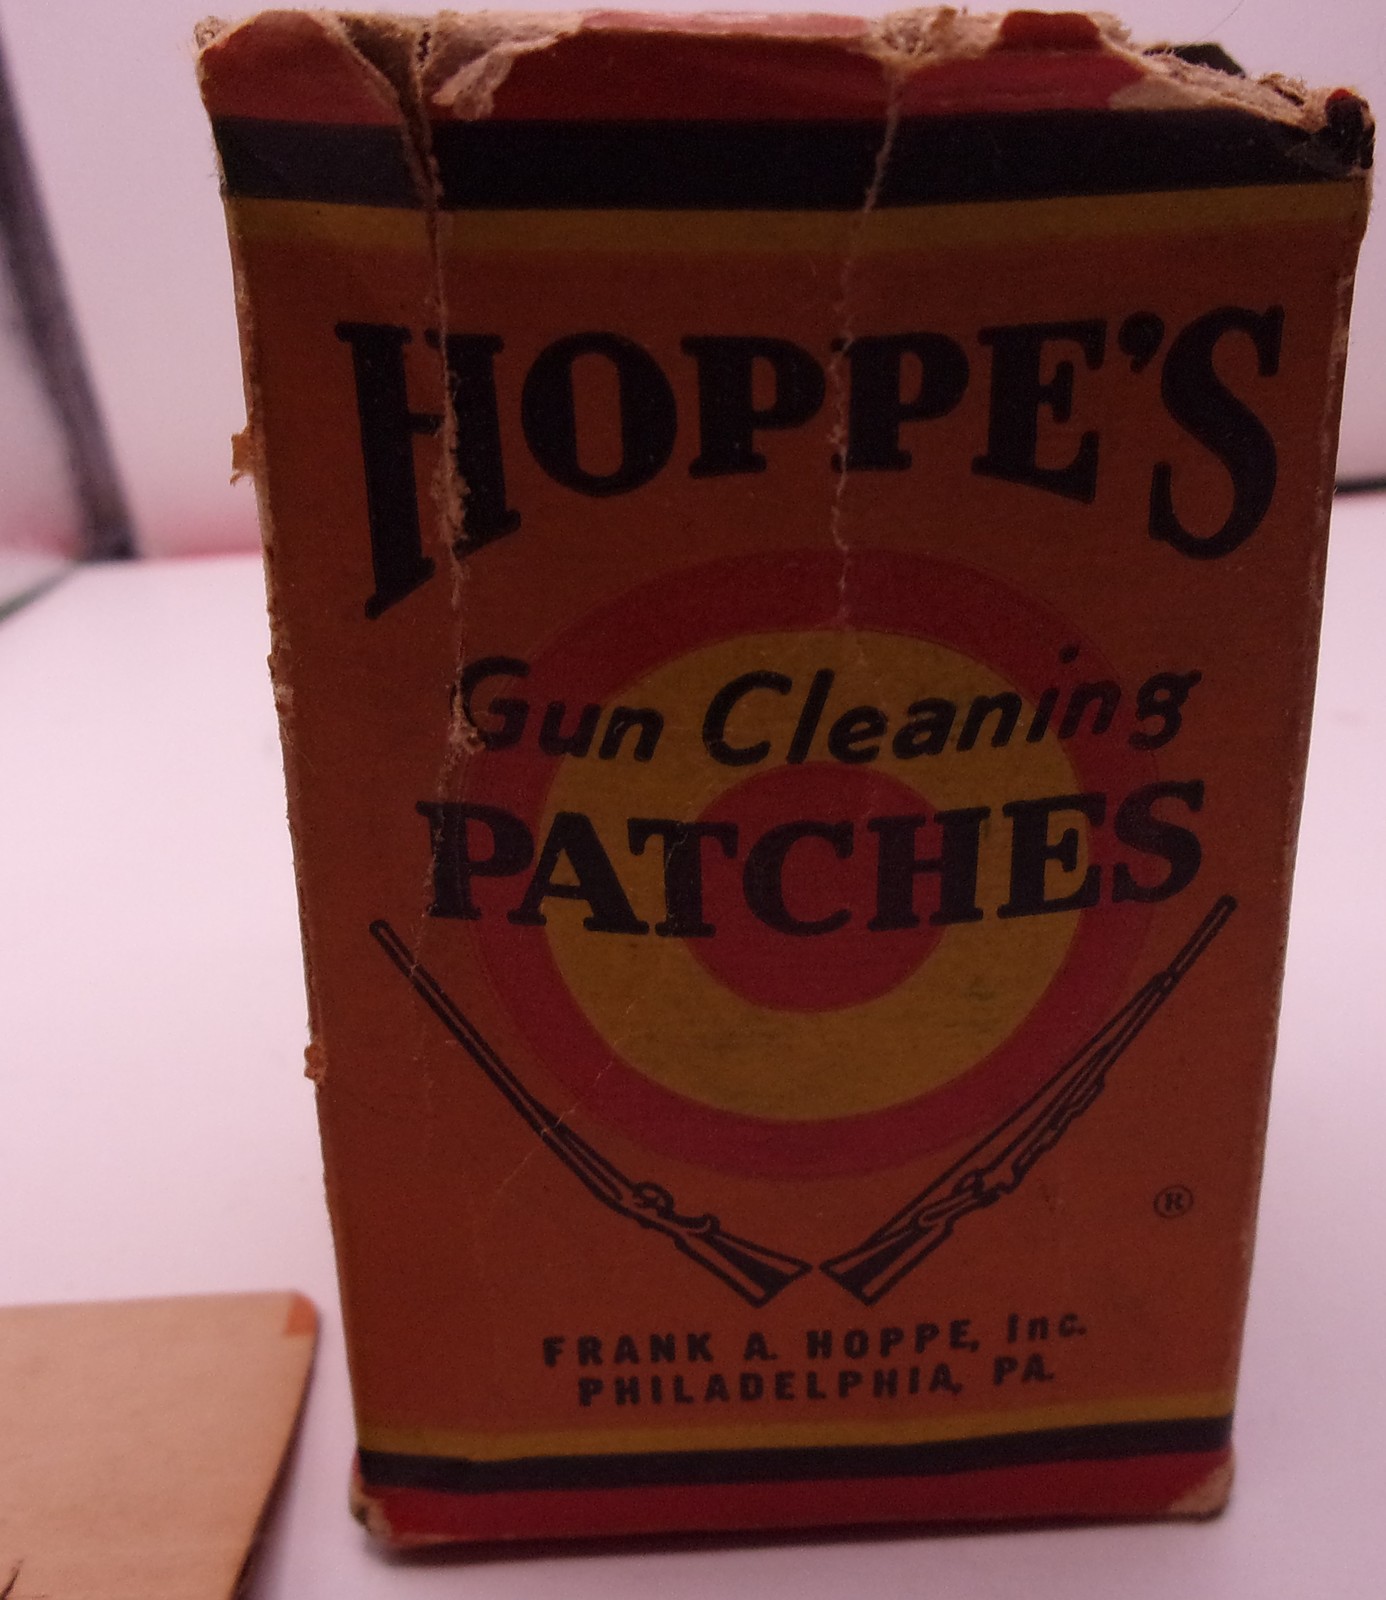 HOPPE'S
Gun Cleaning
PATCHES
®
FRANK A. HOPPE, Inc.
PHILADELPHIA, PA.